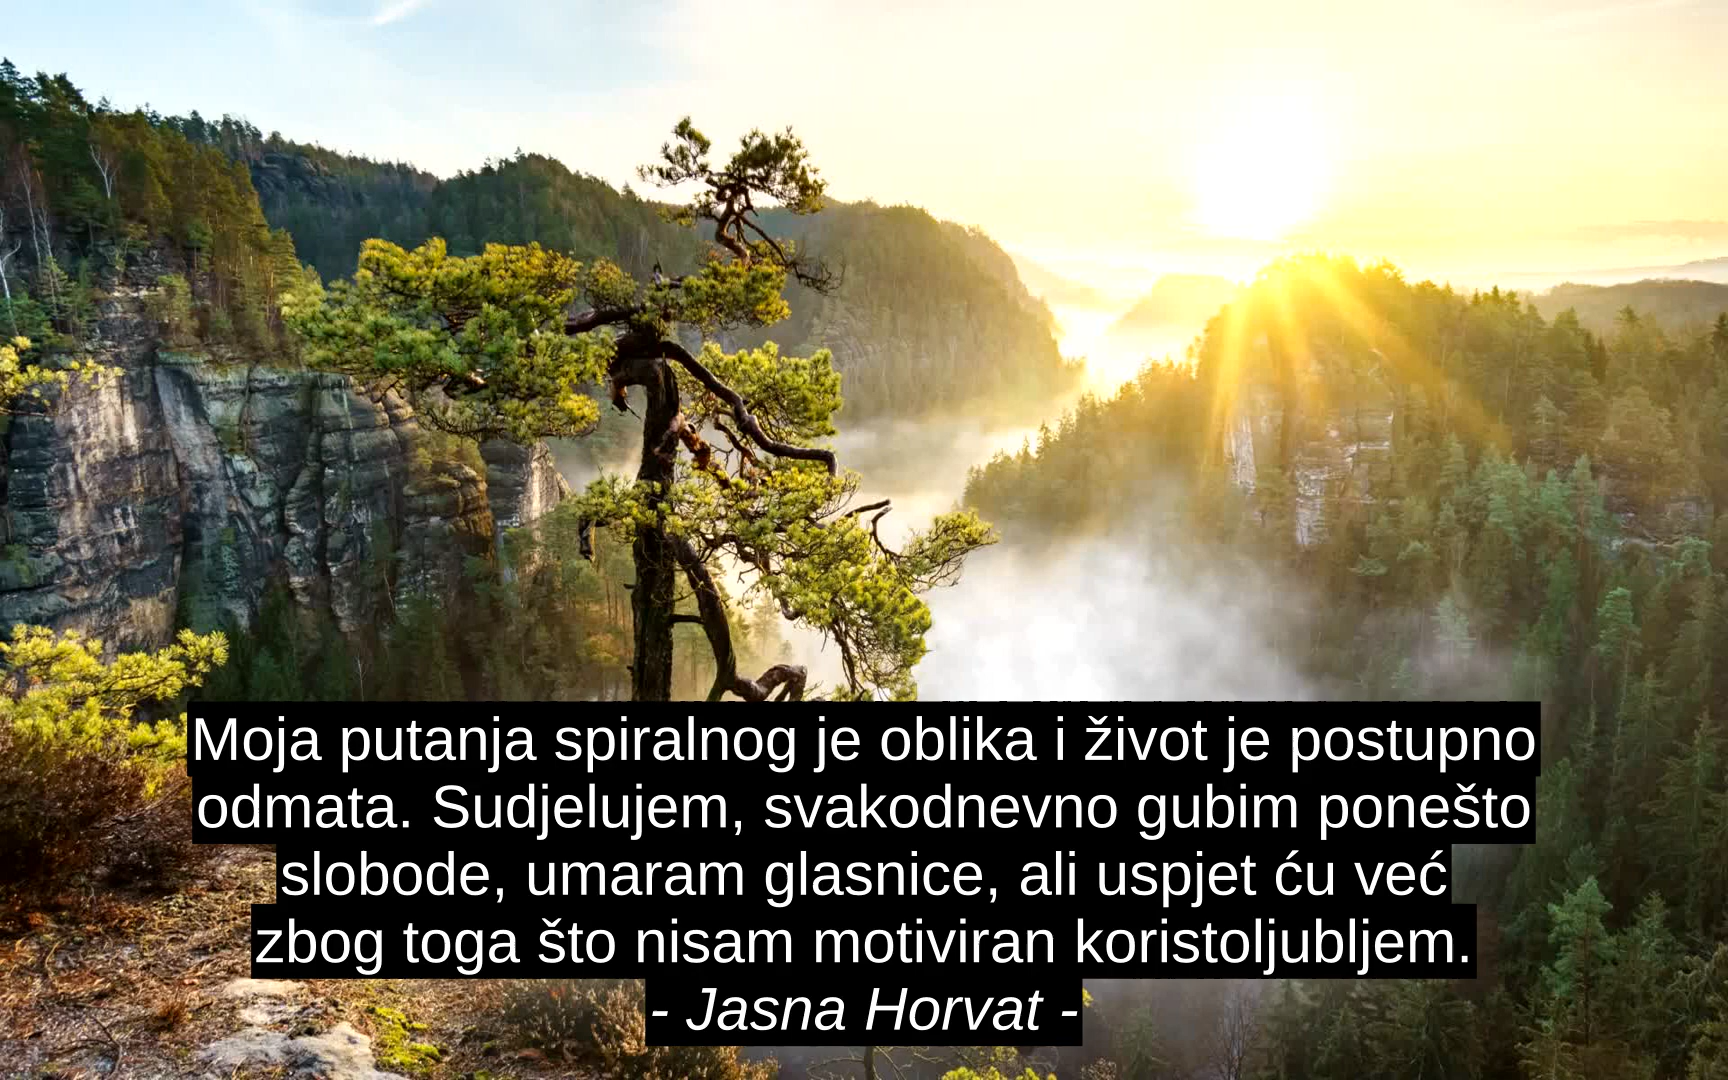 Moja putanja spiralnog je oblika i život je postupno
odmata. Sudjelujem, svakodnevno gubim ponešto
slobode, umaram glasnice, ali uspjet ću već
zbog toga što nisam motiviran koristoljubljem.
- Jasna Horvat -